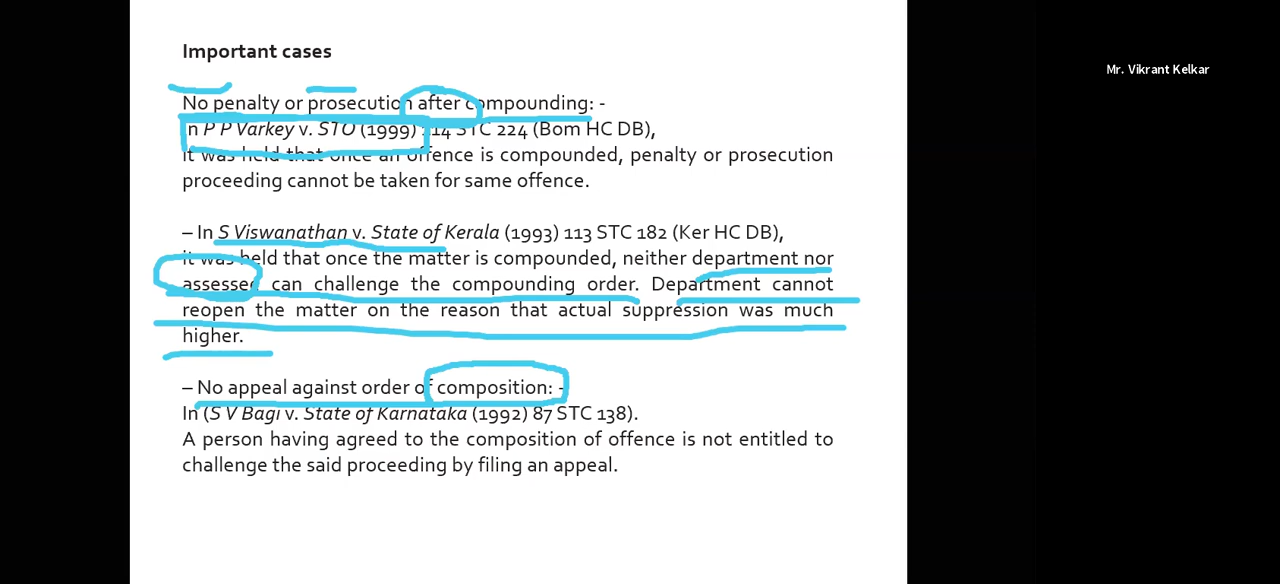 Important cases
No penalty or prosecution after compounding: -
In P P Varkey v. STO (1999) 114 STC 224 (Bom HC DB),
it was held that once an offence is compounded, penalty or prosecution
proceeding cannot be taken for same offence.
– In S Viswanathan v. State of Kerala (1993) 113 STC 182 (Ker HC DB),
it was held that once the matter is compounded, neither department nor
assessee can challenge the compounding order. Department cannot
reopen the matter on the reason that actual suppression was much
higher.
– No appeal against order of composition: -
In (S V Bagi v. State of Karnataka (1992) 87 STC 138).
A person having agreed to the composition of offence is not entitled to
challenge the said proceeding by filing an appeal.
Mr. Vikrant Kelkar